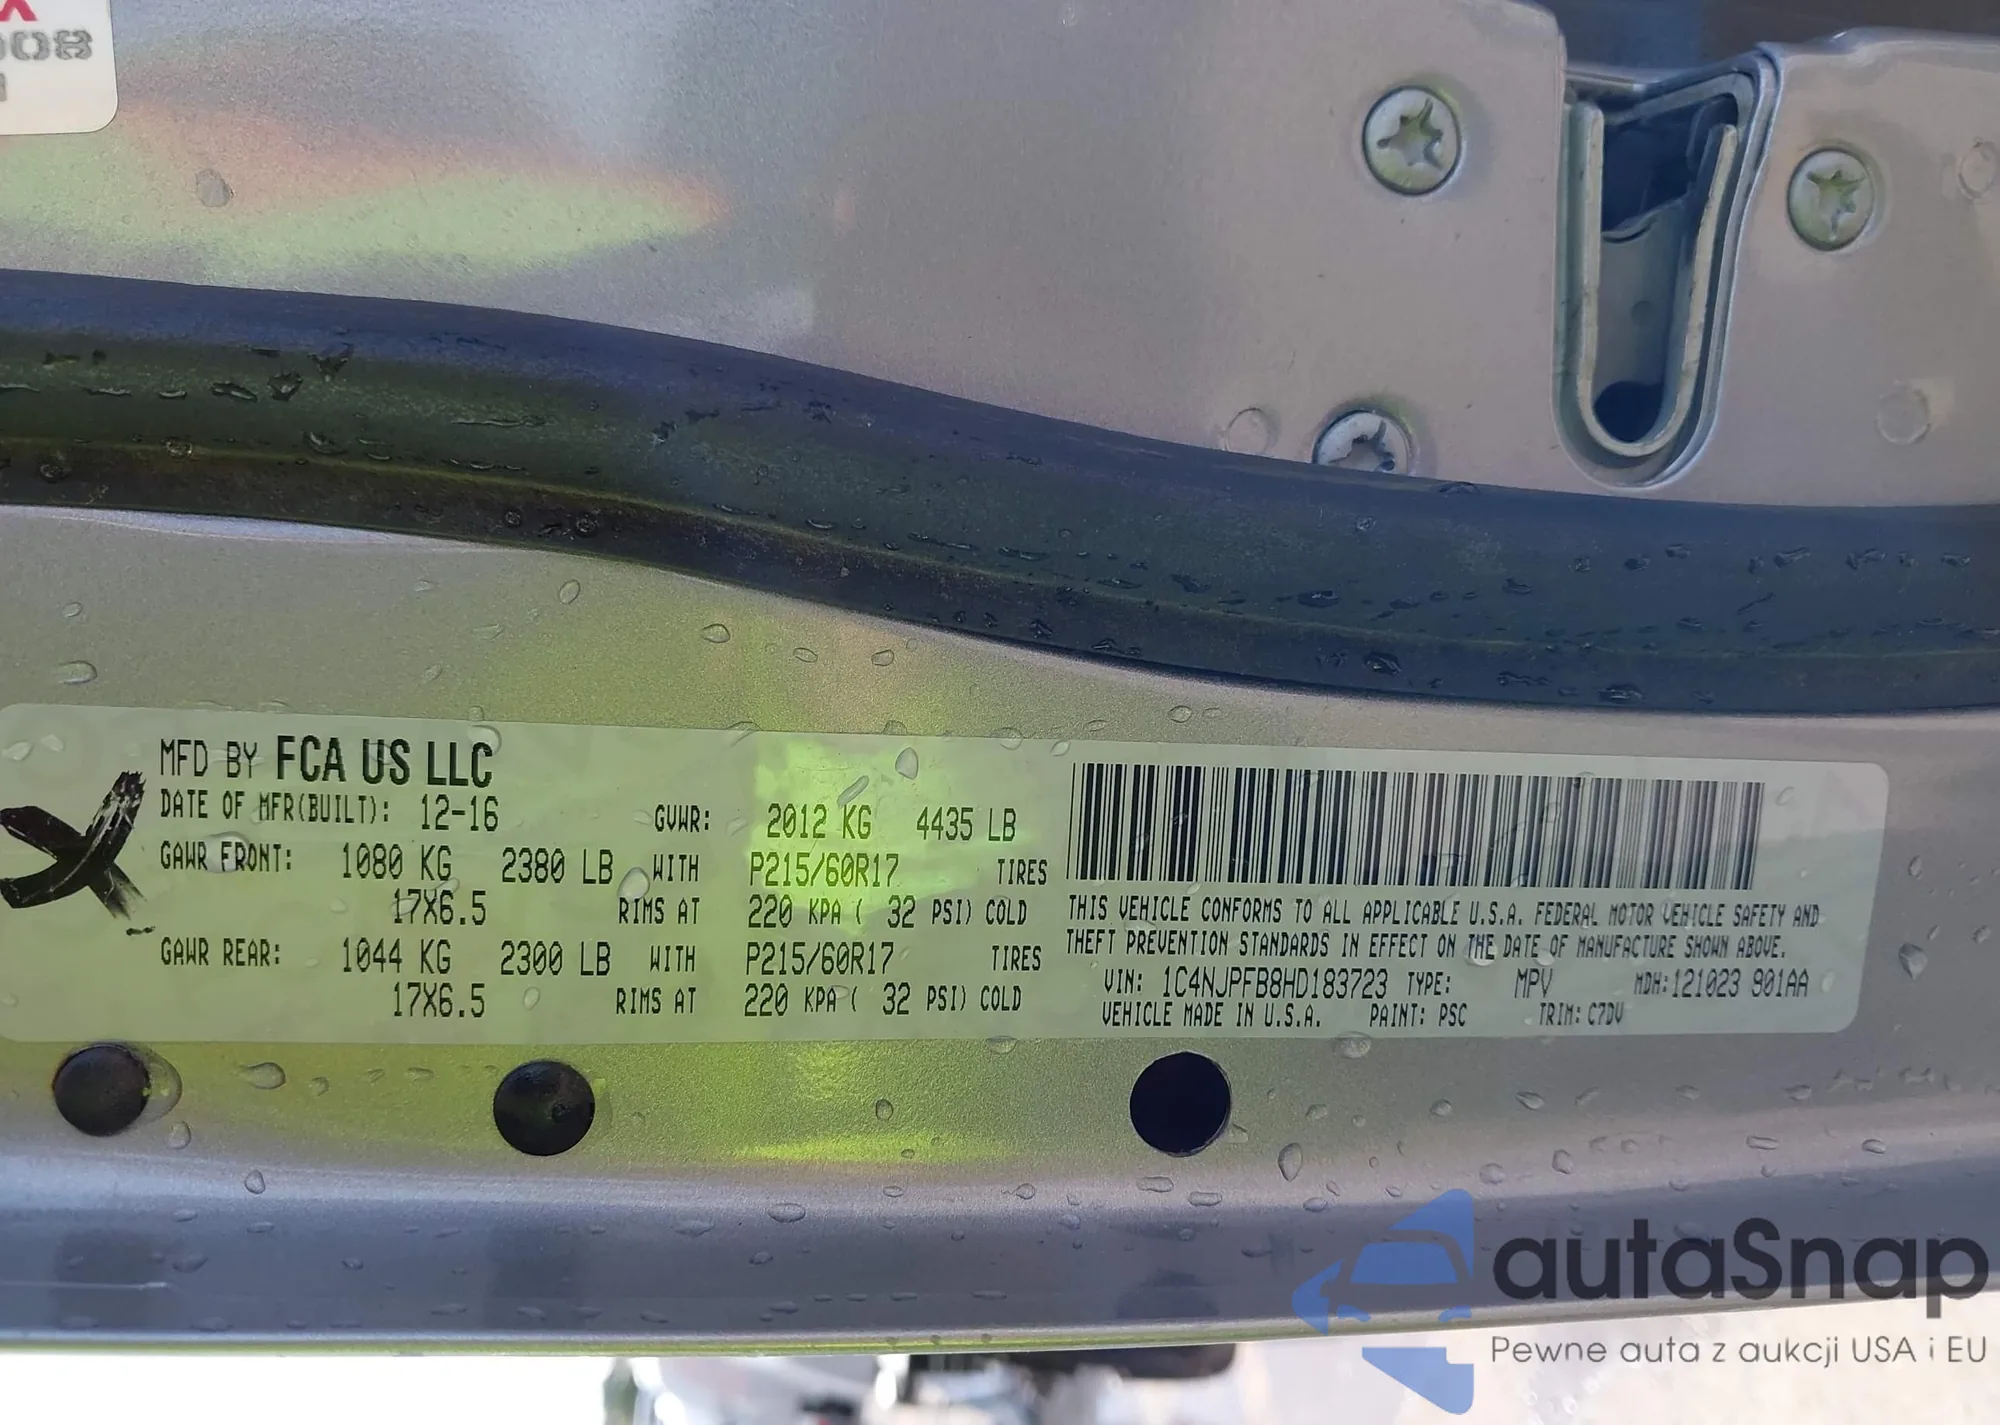 X
008
MFD BY FCA US LLC
DATE OF MFR(BUILT): 12-16 GVWR: 2012 KG 4435 LB
GAWR FRONT: 1080 KG 2380 LB WITH P215/60R17 TIRES
17X6.5 RIMS AT 220 KPA ( 32 PSI) COLD
GAWR REAR: 1044 KG 2300 LB WITH P215/60R17 TIRES
17X6.5 RIMS AT 220 KPA ( 32 PSI) COLD
THIS VEHICLE CONFORMS TO ALL APPLICABLE U.S.A. FEDERAL MOTOR VEHICLE SAFETY AND
THEFT PREVENTION STANDARDS IN EFFECT ON THE DATE OF MANUFACTURE SHOWN ABOVE.
VIN: 1C4NJPFB8HD183723 TYPE: MPV MDH:121023 901AA
VEHICLE MADE IN U.S.A. PAINT: PSC TRIM: C7DV
autaSnap
Pewne auta z aukcji USA i EU